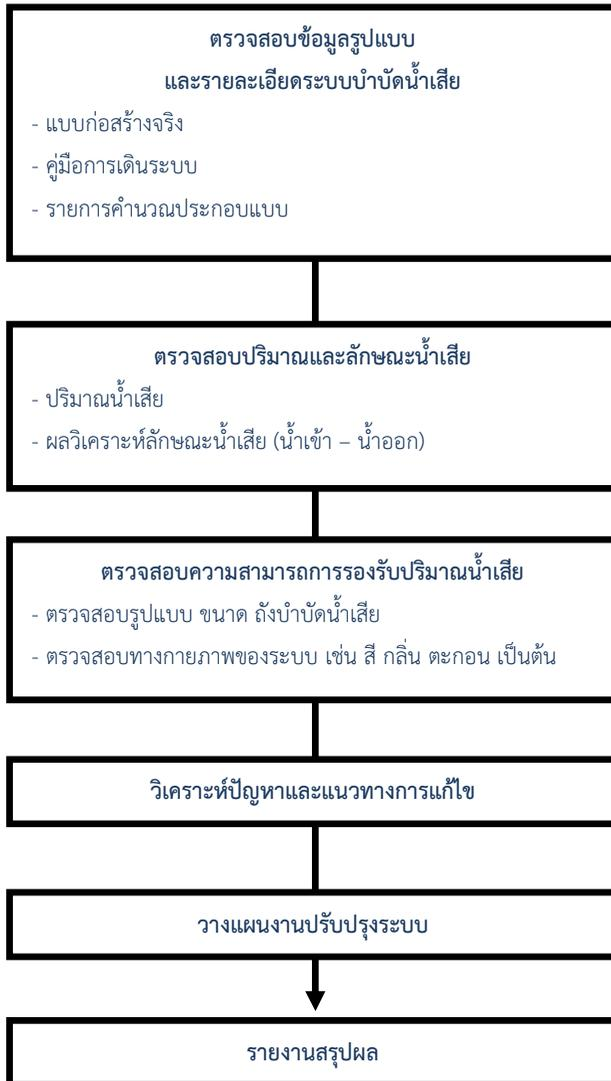 ตรวจสอบข้อมูลรูปแบบ
และรายละเอียดระบบบำบัดน้ำเสีย
- แบบก่อสร้างจริง
- คู่มือการเดินระบบ
- รายการคำนวณประกอบแบบ
ตรวจสอบปริมาณและลักษณะน้ำเสีย
- ปริมาณน้ำเสีย
- ผลวิเคราะห์ลักษณะน้ำเสีย (น้ำเข้า – น้ำออก)
ตรวจสอบความสามารถการรองรับปริมาณน้ำเสีย
- ตรวจสอบรูปแบบ ขนาด ถังบำบัดน้ำเสีย
- ตรวจสอบทางกายภาพของระบบ เช่น สี กลิ่น ตะกอน เป็นต้น
วิเคราะห์ปัญหาและแนวทางการแก้ไข
วางแผนงานปรับปรุงระบบ
รายงานสรุปผล